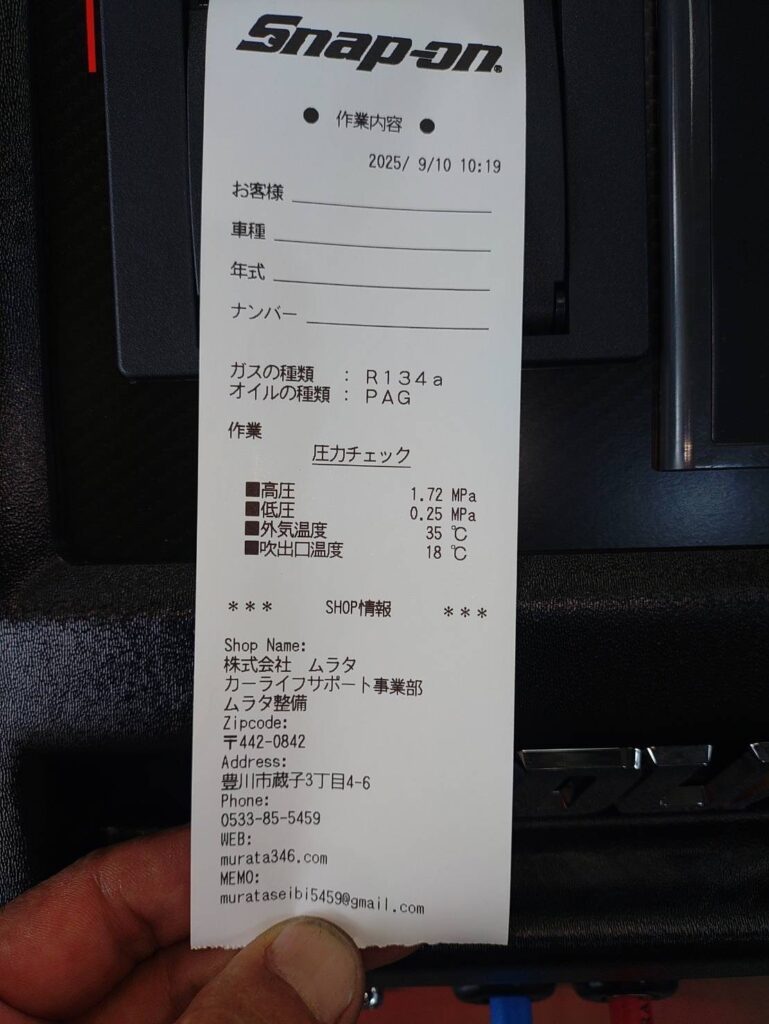 Snap-on
● 作業内容 ●
2025/ 9/10 10:19
お客様
車種
年式
ナンバー
ガスの種類 : R134a
オイルの種類 : PAG
作業
圧力チェック
■高圧 1.72 MPa
■低圧 0.25 MPa
■外気温度 35 ℃
■吹出口温度 18 ℃
*** SHOP情報 ***
Shop Name:
株式会社 ムラタ
カーライフサポート事業部
ムラタ整備
Zipcode:
〒442-0842
Address:
豊川市蔵子3丁目4-6
Phone:
0533-85-5459
WEB:
murata346.com
MEMO:
murataseibi5459@gmail.com